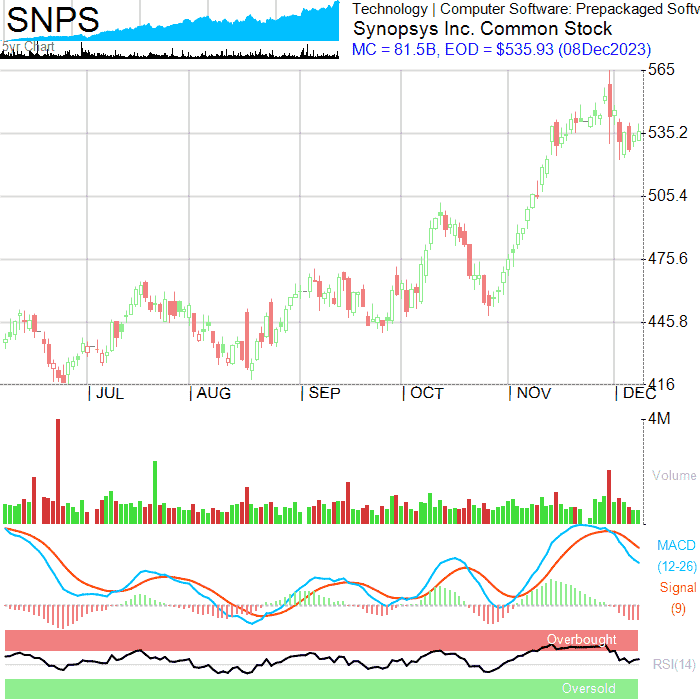 SNPS
5yr Chart
Technology | Computer Software: Prepackaged Softw
Synopsys Inc. Common Stock
MC = 81.5B, EOD = $535.93 (08Dec2023)
565
535.2
505.4
475.6
445.8
416
| JUL | AUG | SEP | OCT | NOV | DEC
4M
Volume
MACD
(12-26)
Signal
(9)
Overbought
RSI(14)
Oversold